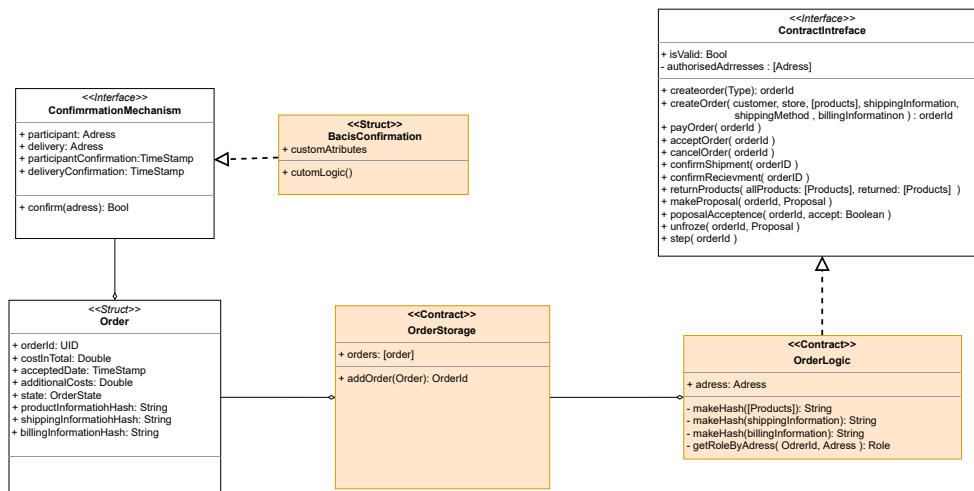 <<Interface>>
ContractIntreface
+ isValid: Bool
- authorisedAdrresses : [Adress]
+ createorder(Type): orderId
+ createOrder( customer, store, [products], shippingInformation,
shippingMethod , billingInformatinon ) : orderId
+ payOrder( orderId )
+ acceptOrder( orderId )
+ cancelOrder( orderId )
+ confirmShipment( orderID )
+ confirmRecievment( orderID )
+ returnProducts( allProducts: [Products], returned: [Products] )
+ makeProposal( orderId, Proposal )
+ poposalAcceptence( orderId, accept: Boolean )
+ unfroze( orderId, Proposal )
+ step( orderId )
<<Interface>>
ConfimrmationMechanism
+ participant: Adress
+ delivery: Adress
+ participantConfirmation:TimeStamp
+ deliveryConfirmation: TimeStamp
+ confirm(adress): Bool
<<Struct>>
BacisConfirmation
+ customAtributes
+ cutomLogic()
<<Struct>>
Order
+ orderId: UID
+ costInTotal: Double
+ acceptedDate: TimeStamp
+ additionalCosts: Double
+ state: OrderState
+ productInformatiohHash: String
+ shippingInformatiohHash: String
+ billingInformationHash: String
<<Contract>>
OrderStorage
+ orders: [order]
+ addOrder(Order): OrderId
<<Contract>>
OrderLogic
+ adress: Adress
- makeHash([Products]): String
- makeHash(shippingInformation): String
- makeHash(billingInformation): String
- getRoleByAdress( OdrerId, Adress ): Role